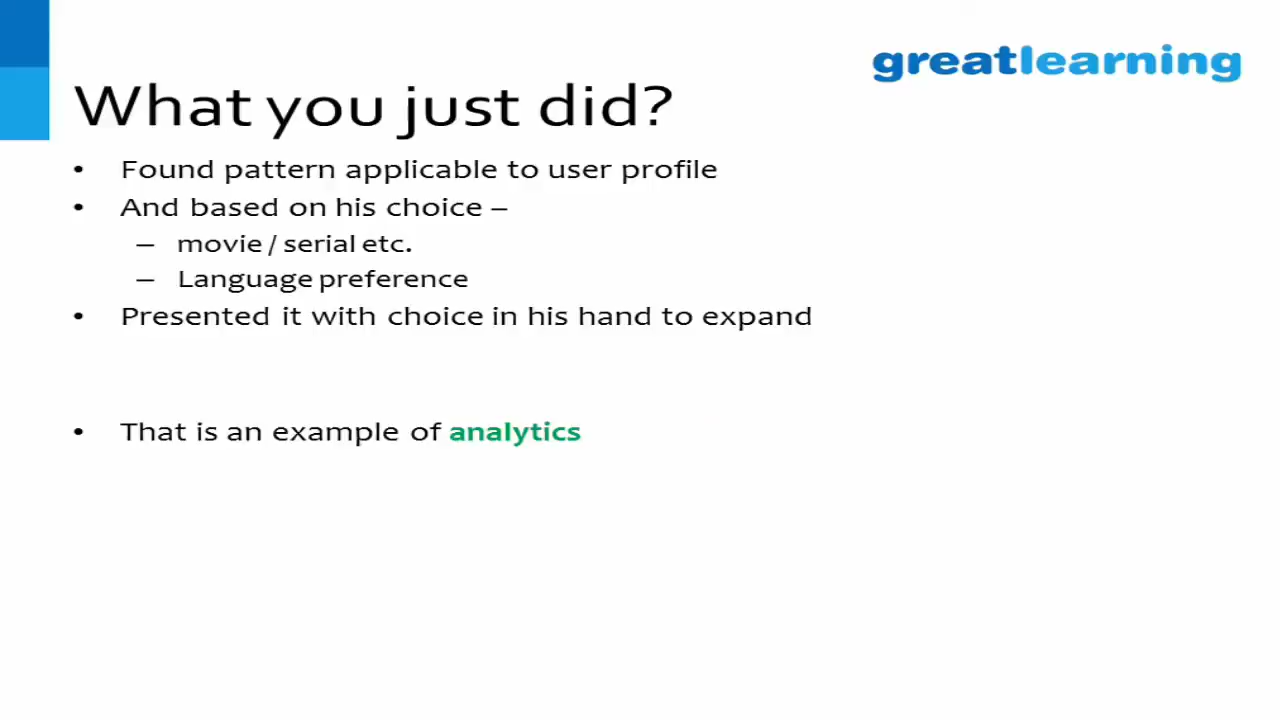 greatlearning
What you just did?
• Found pattern applicable to user profile
• And based on his choice –
– movie / serial etc.
– Language preference
• Presented it with choice in his hand to expand
• That is an example of analytics